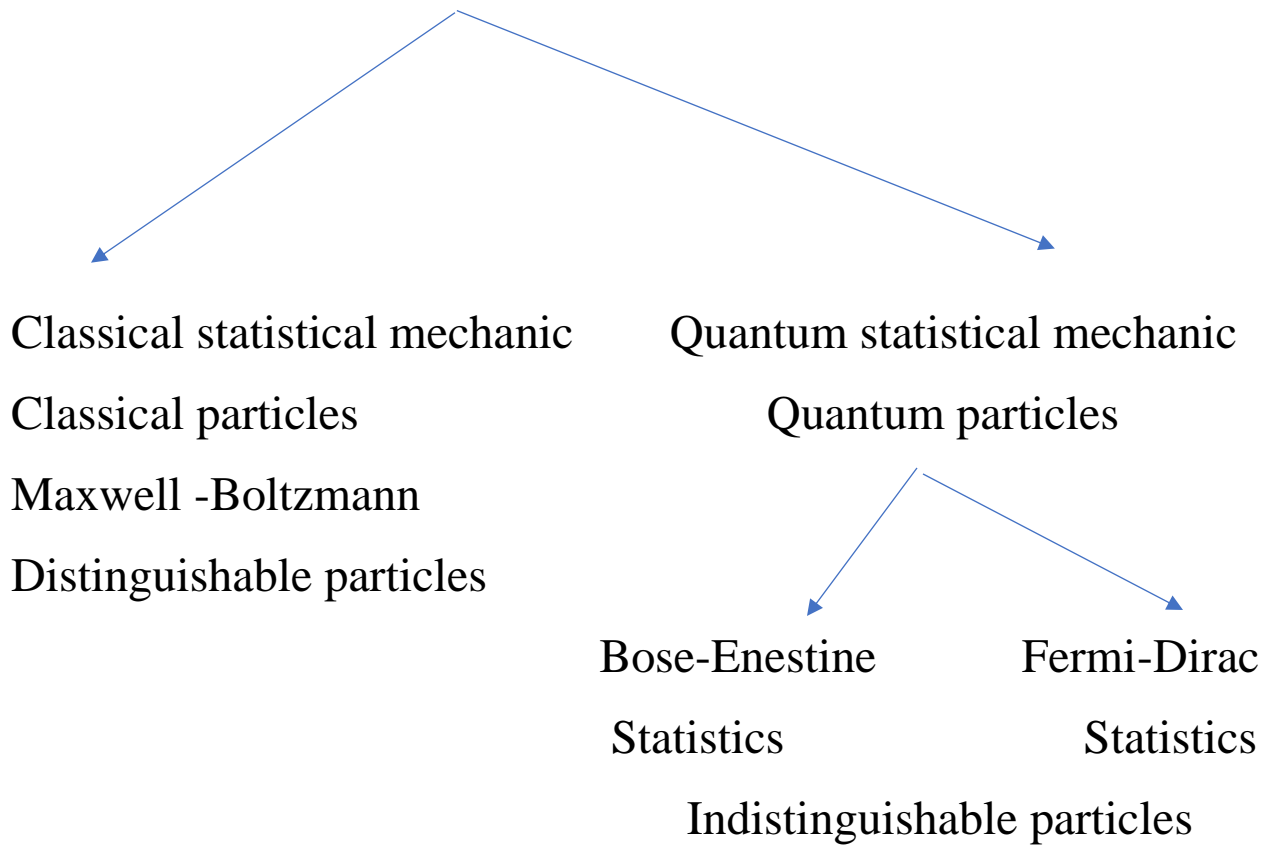 Classical statistical mechanic Quantum statistical mechanic
Classical particles Quantum particles
Maxwell -Boltzmann
Distinguishable particles
Bose-Enestine Fermi-Dirac
Statistics Statistics
Indistinguishable particles